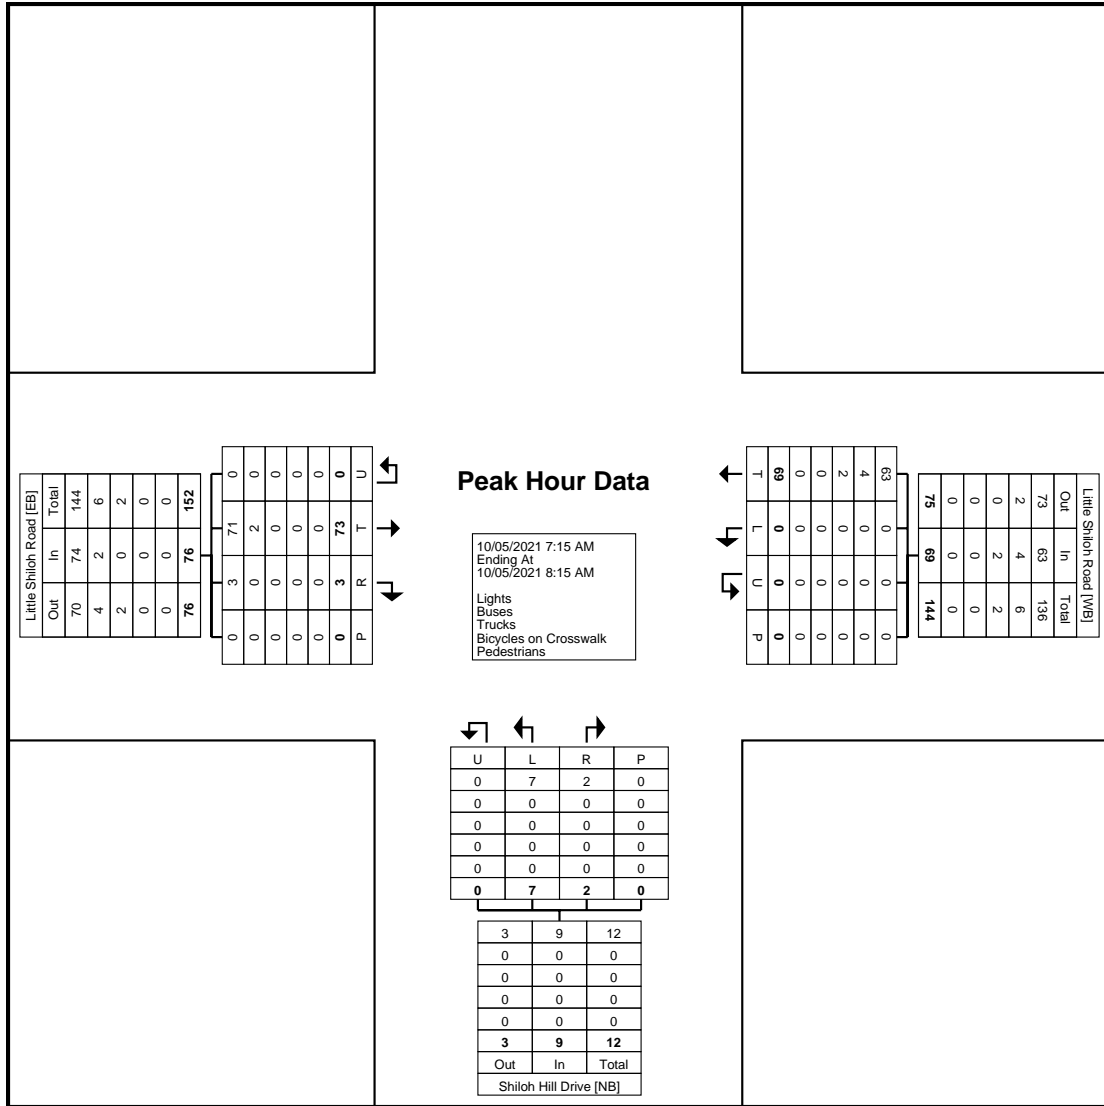 Peak Hour Data
10/05/2021 7:15 AM
Ending At
10/05/2021 8:15 AM
Lights
Buses
Trucks
Bicycles on Crosswalk
Pedestrians
Little Shiloh Road [EB]
Out In Total
70 74 144
4 2 6
2 0 2
0 0 0
0 0 0
76 76 152
U T R P
0 73 3 0
0 0 0 0
0 0 0 0
0 0 0 0
0 2 0 0
0 71 3 0
Little Shiloh Road [WB]
Out In Total
73 63 136
2 4 6
0 2 2
0 0 0
0 0 0
75 69 144
63 0 0 0
4 0 0 0
2 0 0 0
0 0 0 0
0 0 0 0
69 0 0 0
T L U P
U L R P
0 7 2 0
0 0 0 0
0 0 0 0
0 0 0 0
0 0 0 0
0 7 2 0
3 9 12
0 0 0
0 0 0
0 0 0
0 0 0
3 9 12
Out In Total
Shiloh Hill Drive [NB]